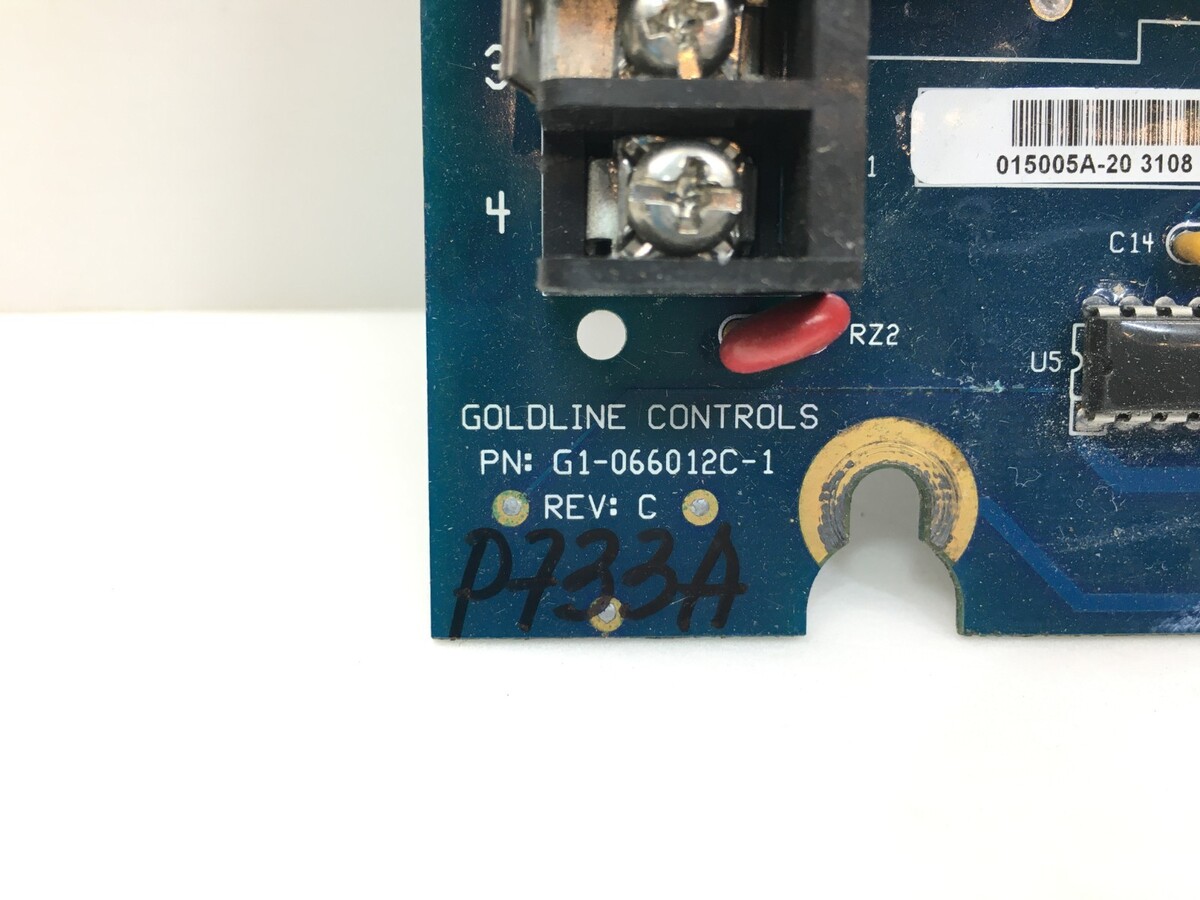 3
1
015005A-20 3108
4
C14
RZ2
U5
GOLDLINE CONTROLS
PN: G1-066012C-1
REV: C
P733A